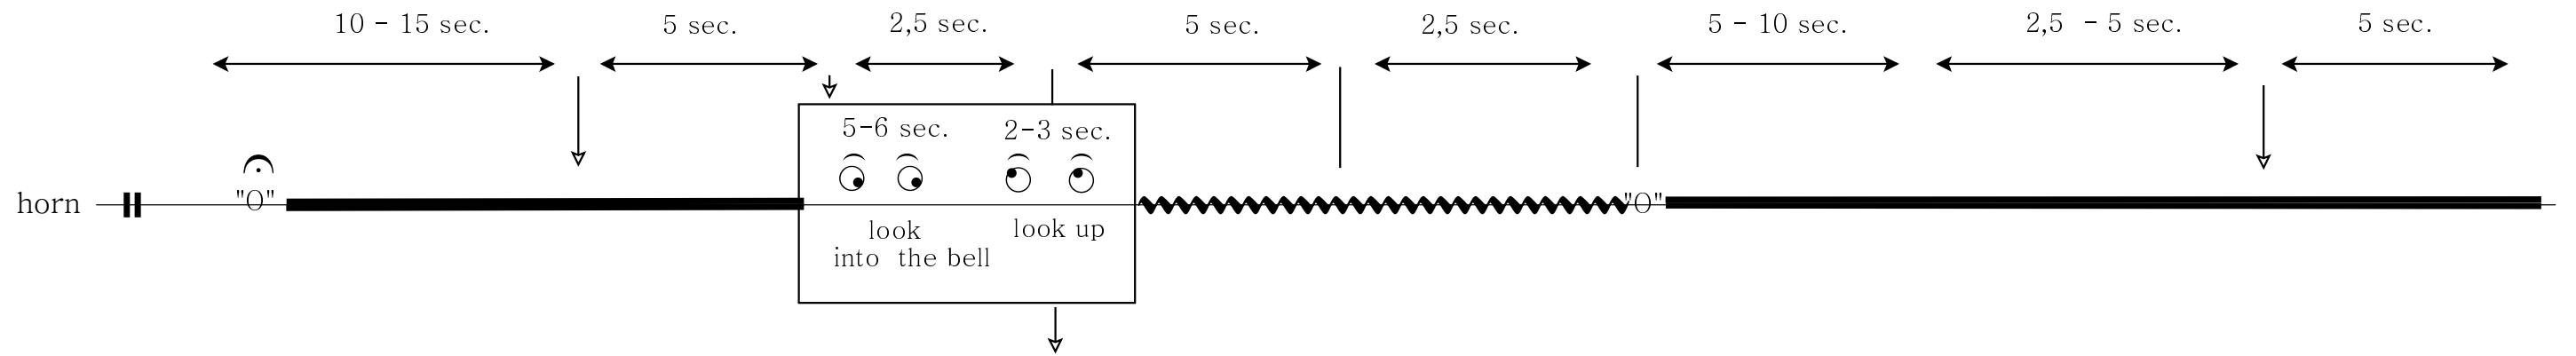 10 - 15 sec. 5 sec. 2,5 sec. 5 sec. 2,5 sec. 5 - 10 sec. 2,5 - 5 sec. 5 sec.
5-6 sec. 2-3 sec.
horn "O" "O"
look look up
into the bell